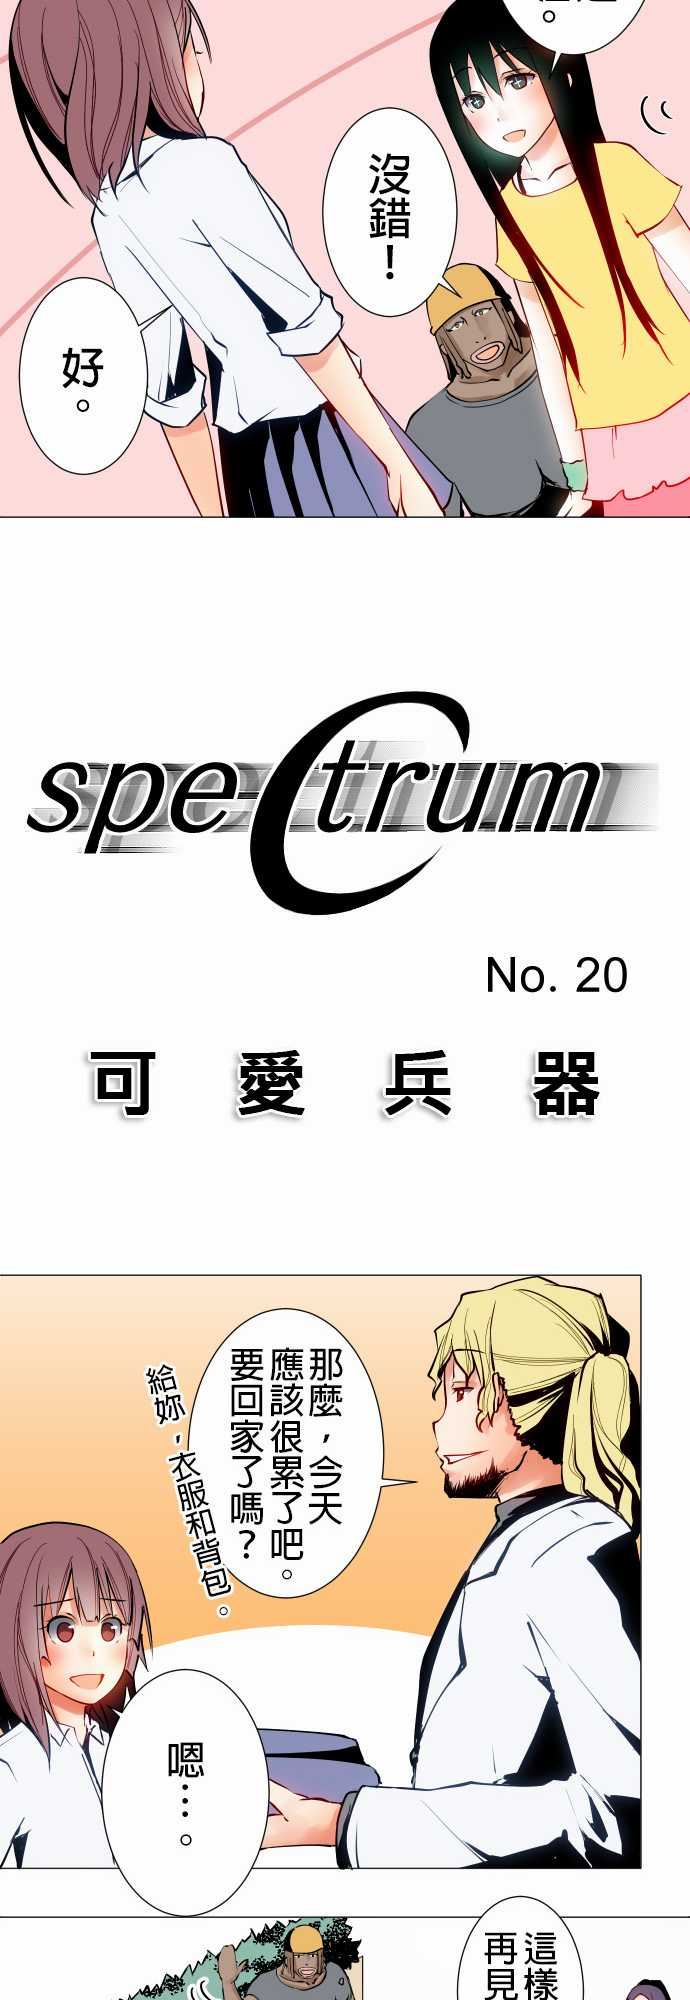 沒錯！
好。
spectrum
No. 20
可愛兵器
那麼，今天
應該很累了吧。
要回家了嗎？
給妳，衣服和背包。
嗯…。
這樣
再見